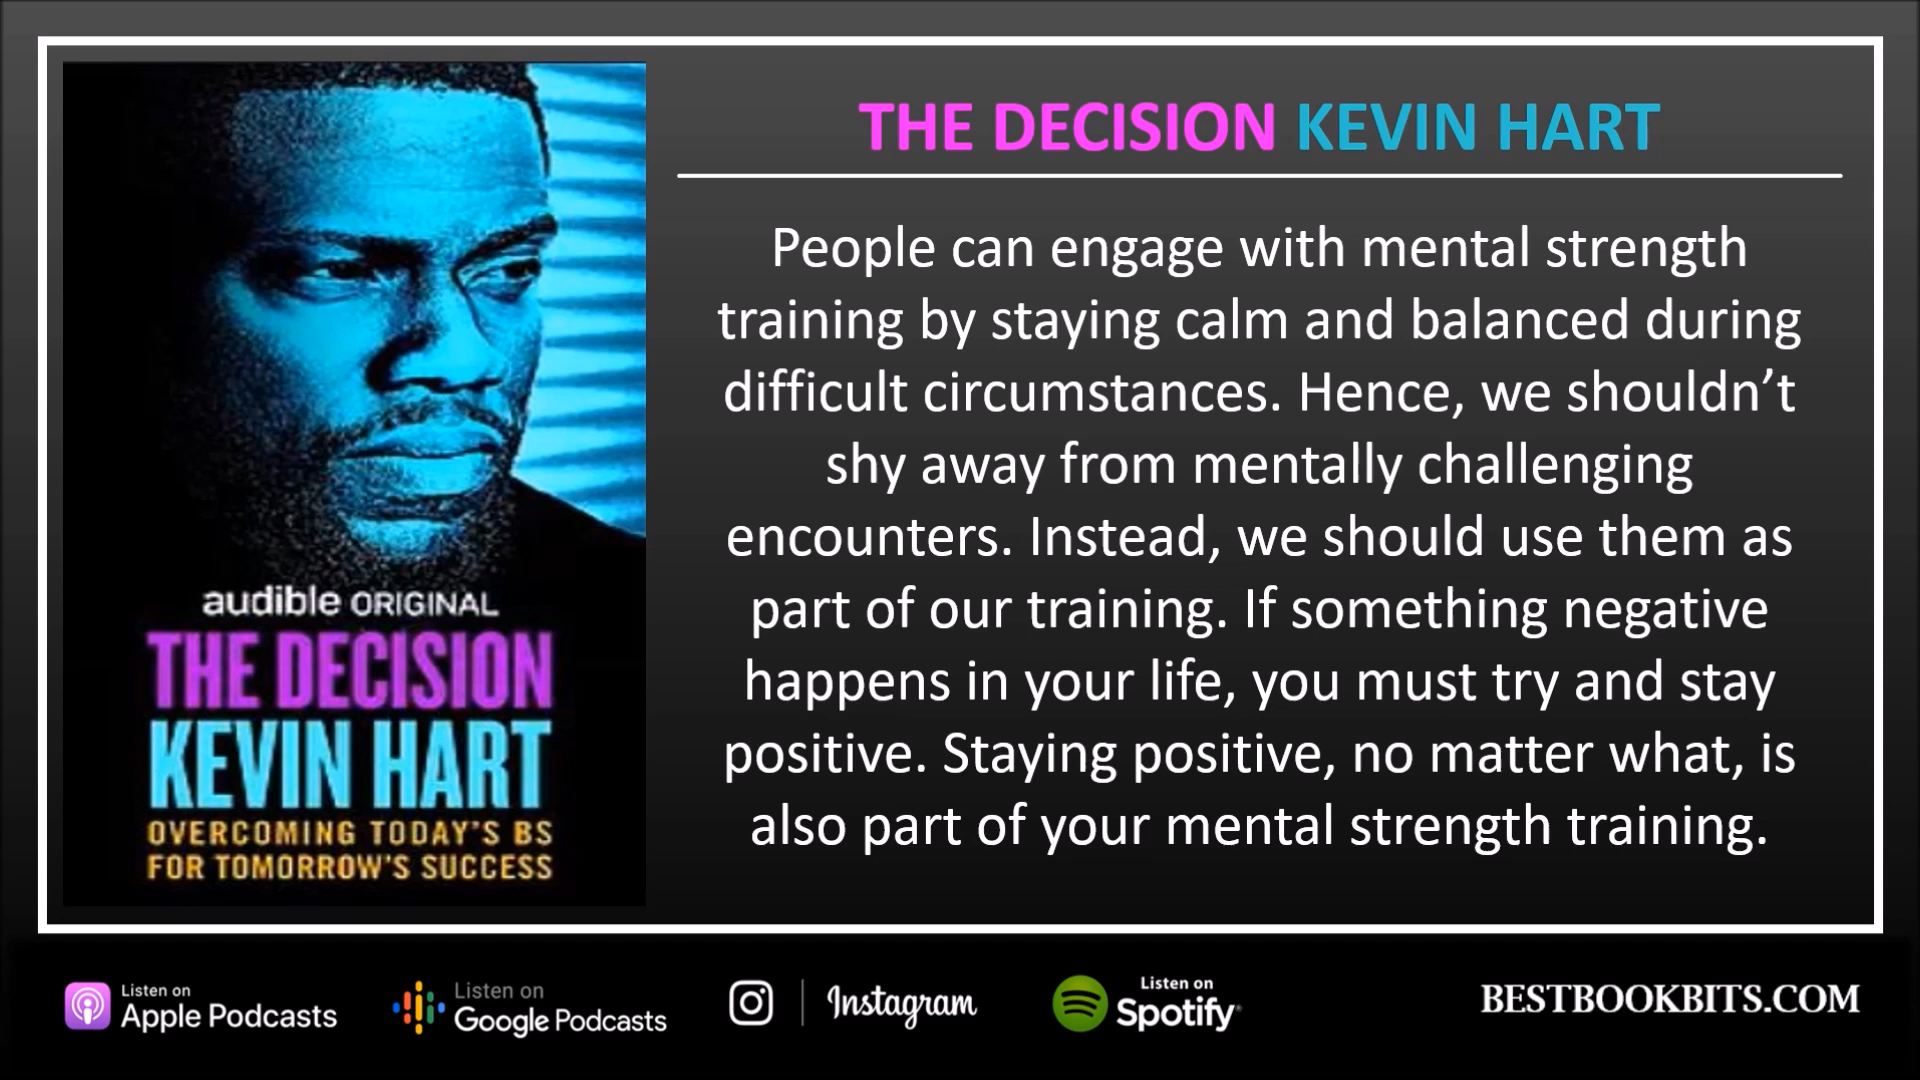 audible ORIGINAL
THE DECISION
KEVIN HART
OVERCOMING TODAY'S BS
FOR TOMORROW'S SUCCESS
THE DECISION KEVIN HART
People can engage with mental strength
training by staying calm and balanced during
difficult circumstances. Hence, we shouldn’t
shy away from mentally challenging
encounters. Instead, we should use them as
part of our training. If something negative
happens in your life, you must try and stay
positive. Staying positive, no matter what, is
also part of your mental strength training.
Listen on
Apple Podcasts
Listen on
Google Podcasts
Instagram
Listen on
Spotify
BESTBOOKBITS.COM